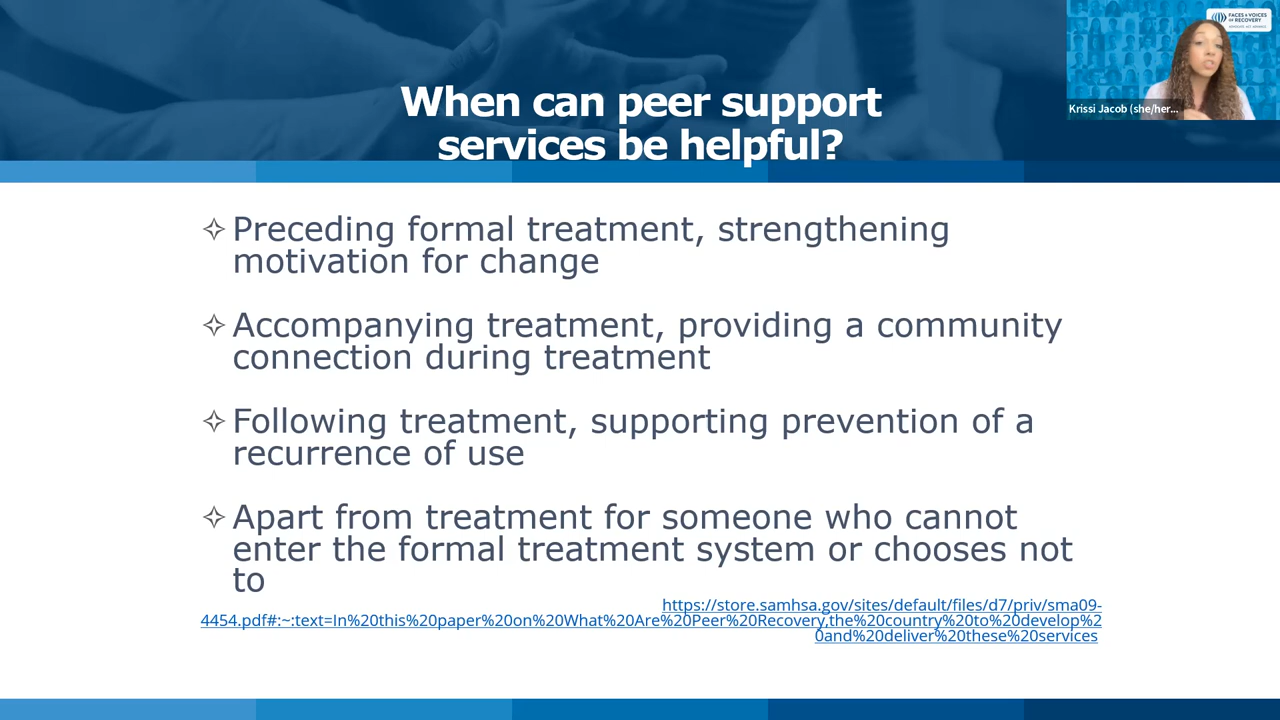 FACES & VOICES
OF RECOVERY
Krissi Jacob (she/her...
When can peer support
services be helpful?
✧ Preceding formal treatment, strengthening
motivation for change
✧ Accompanying treatment, providing a community
connection during treatment
✧ Following treatment, supporting prevention of a
recurrence of use
✧ Apart from treatment for someone who cannot
enter the formal treatment system or chooses not
to
https://store.samhsa.gov/sites/default/files/d7/priv/sma09-
4454.pdf#:~:text=In%20this%20paper%20on%20What%20Are%20Peer%20Recovery,the%20country%20to%20develop%2
0and%20deliver%20these%20services